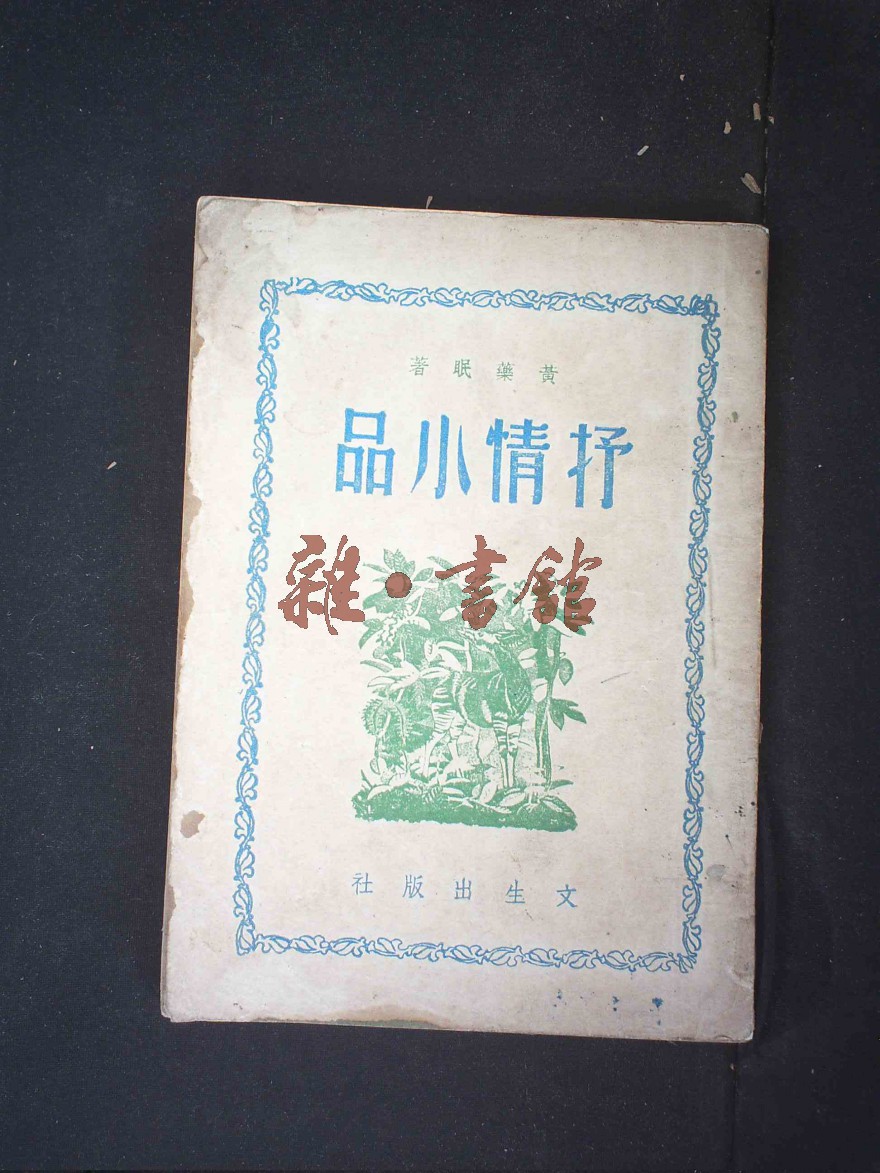 黃藥眠著
抒情小品
雜·書館
文生出版社